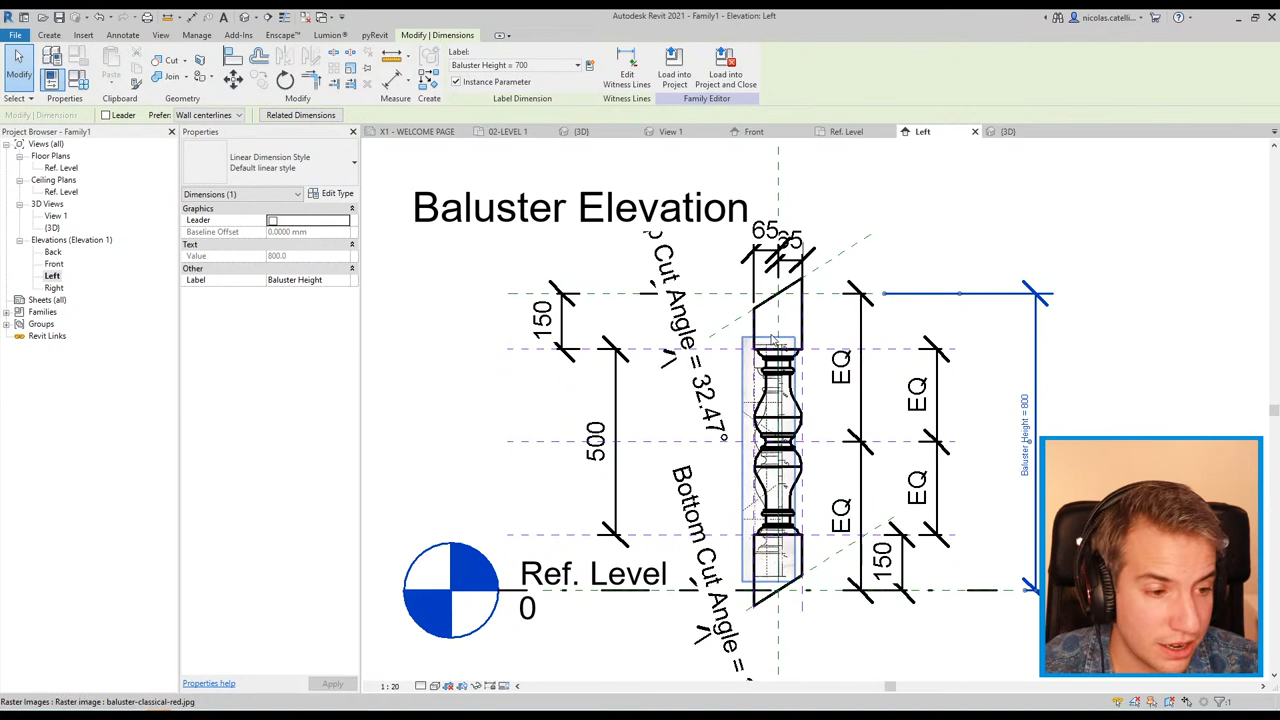 Autodesk Revit 2021 - Family1 - Elevation: Left
nicolas.catelli...
File Create Insert Annotate View Manage Add-Ins Enscape™ Lumion® pyRevit Modify | Dimensions
Modify
Paste
Cut
Join
Label:
Baluster Height = 700
Instance Parameter
Edit
Witness Lines
Load into
Project
Load into
Project and Close
Select Properties Clipboard Geometry Modify Measure Create Label Dimension Witness Lines Family Editor
Modify | Dimensions Leader Prefer: Wall centerlines Related Dimensions
Project Browser - Family1
Views (all)
Floor Plans
Ref. Level
Ceiling Plans
Ref. Level
3D Views
View 1
{3D}
Elevations (Elevation 1)
Back
Front
Left
Right
Sheets (all)
Families
Groups
Revit Links
Properties
Linear Dimension Style
Default linear style
Dimensions (1) Edit Type
Graphics
Leader
Baseline Offset 0.0000 mm
Text
Value 800.0
Other
Label Baluster Height
Properties help Apply
X1 - WELCOME PAGE 02-LEVEL 1 {3D} View 1 Front Ref. Level Left {3D}
Baluster Elevation
65
65
Cut Angle = 32.47°
150
500
EQ
EQ
EQ
EQ
150
Baluster Height = 800
Bottom Cut Angle =
Ref. Level
0
1 : 20
Raster Images : Raster image : baluster-classical-red.jpg
:1